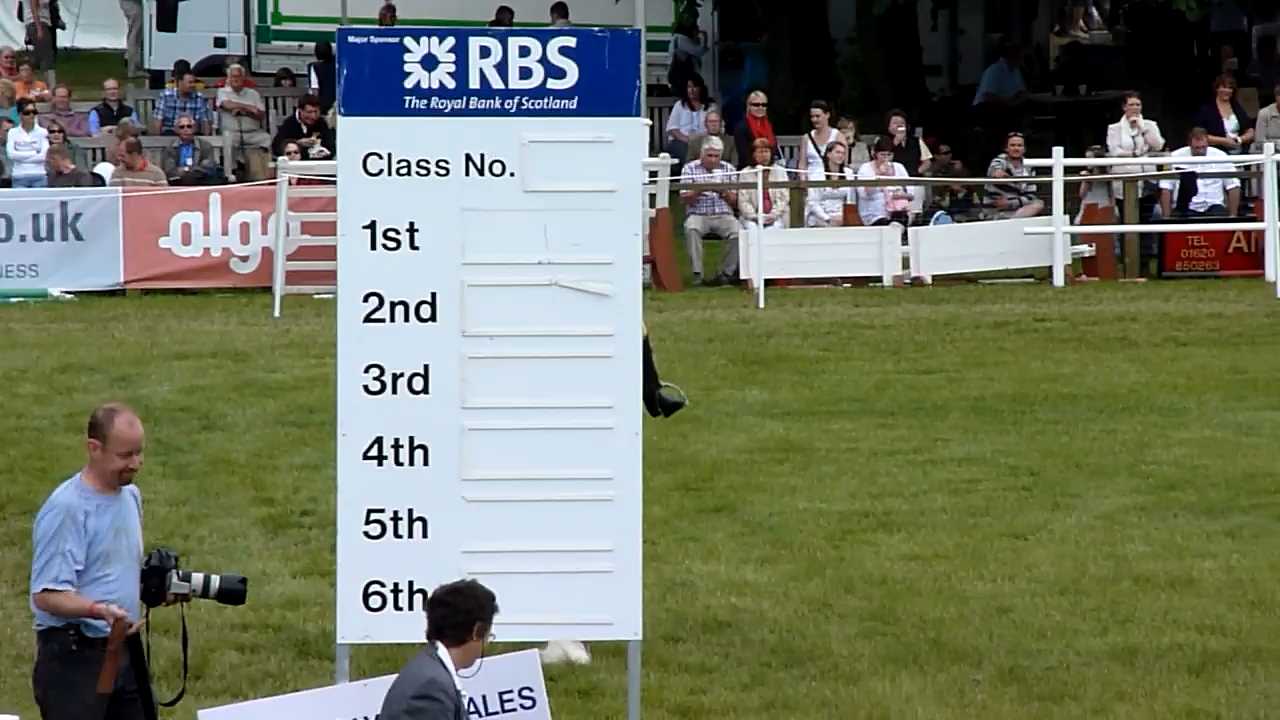 Major Sponsor
RBS
The Royal Bank of Scotland
Class No.
1st
2nd
3rd
4th
5th
6th
o.uk
NESS
algo
TEL
01620
850263
ALES